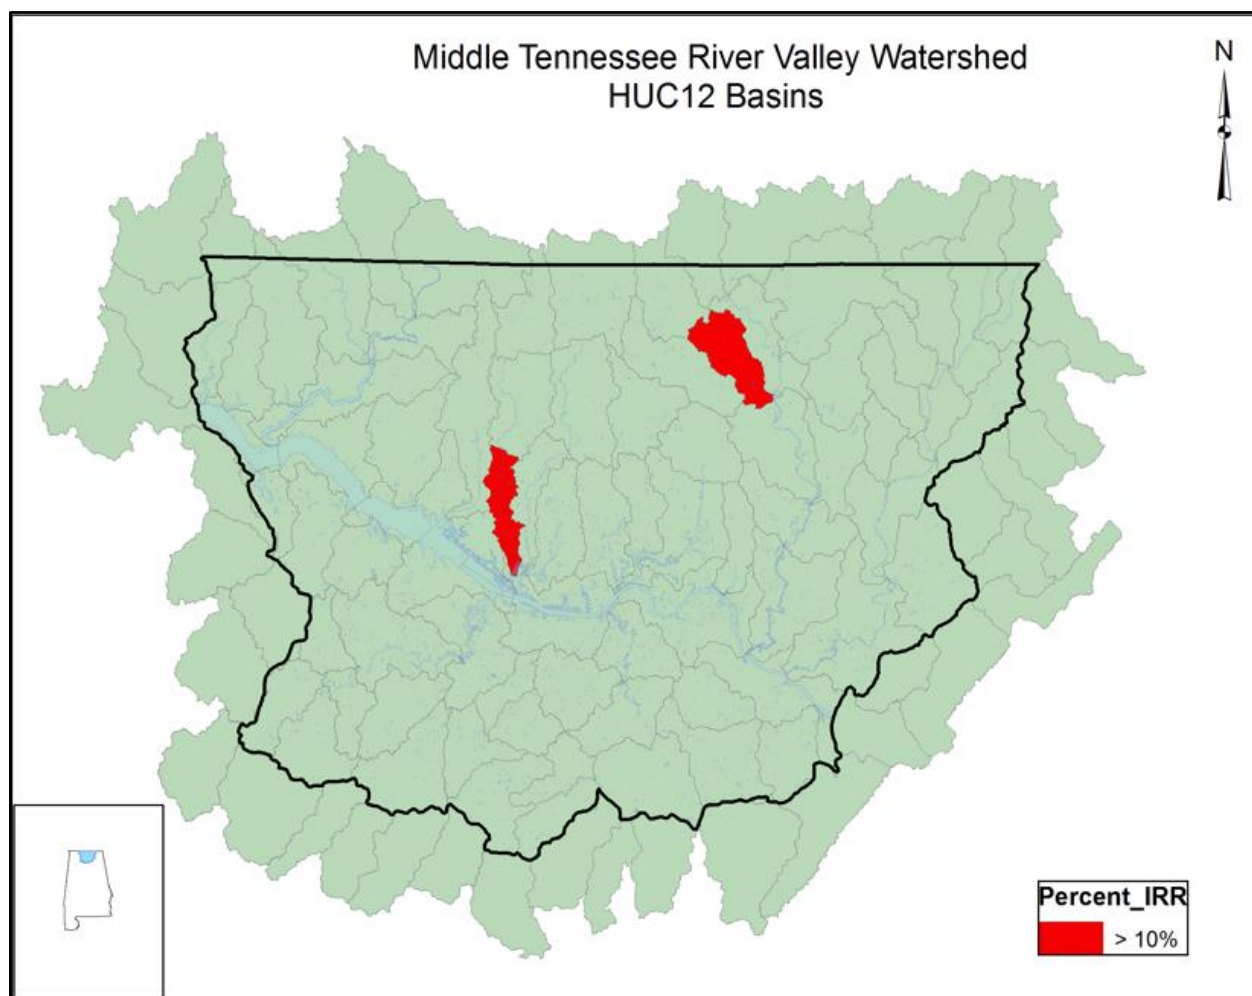 Middle Tennessee River Valley Watershed
HUC12 Basins
N
Percent_IRR
> 10%